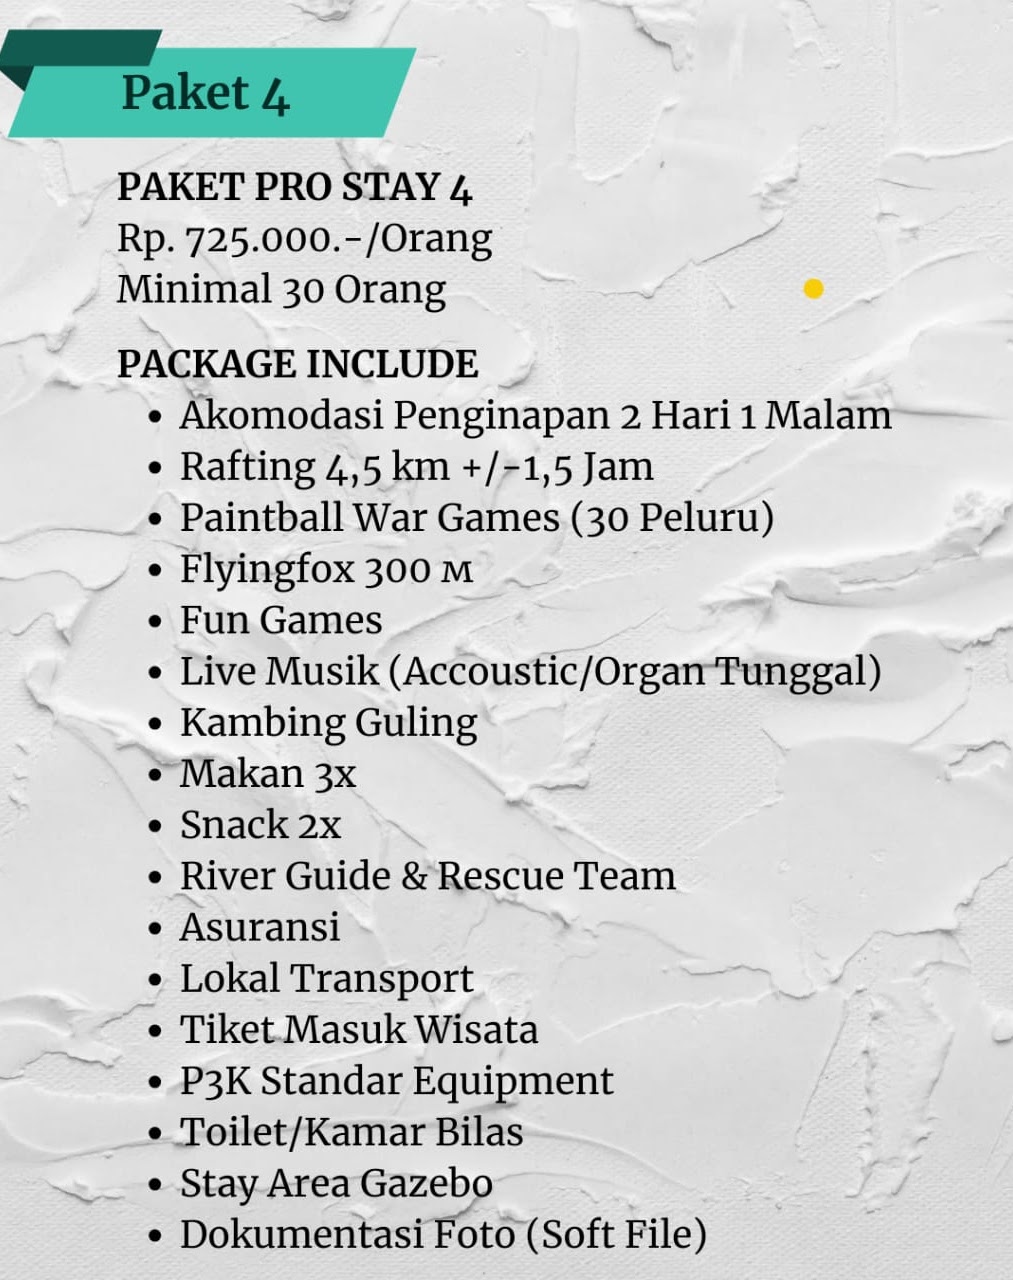 Paket 4
PAKET PRO STAY 4
Rp. 725.000.-/Orang
Minimal 30 Orang
PACKAGE INCLUDE
• Akomodasi Penginapan 2 Hari 1 Malam
• Rafting 4,5 km +/-1,5 Jam
• Paintball War Games (30 Peluru)
• Flyingfox 300 м
• Fun Games
• Live Musik (Accoustic/Organ Tunggal)
• Kambing Guling
• Makan 3x
• Snack 2x
• River Guide & Rescue Team
• Asuransi
• Lokal Transport
• Tiket Masuk Wisata
• P3K Standar Equipment
• Toilet/Kamar Bilas
• Stay Area Gazebo
• Dokumentasi Foto (Soft File)